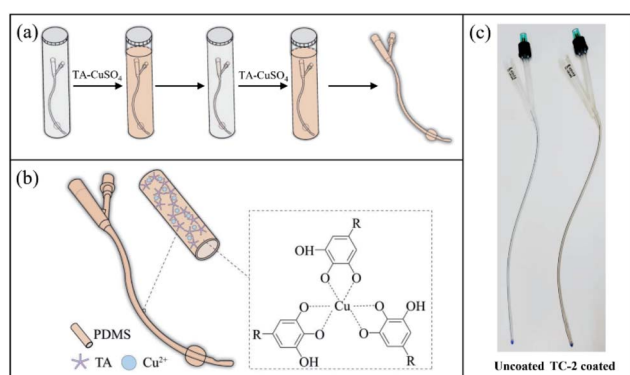 (a)
TA-CuSO₄
TA-CuSO₄
(b)
PDMS
TA
Cu²⁺
R
OH
O
O
O
O
Cu
O
O
OH
R
OH
R
(c)
Uncoated TC-2 coated